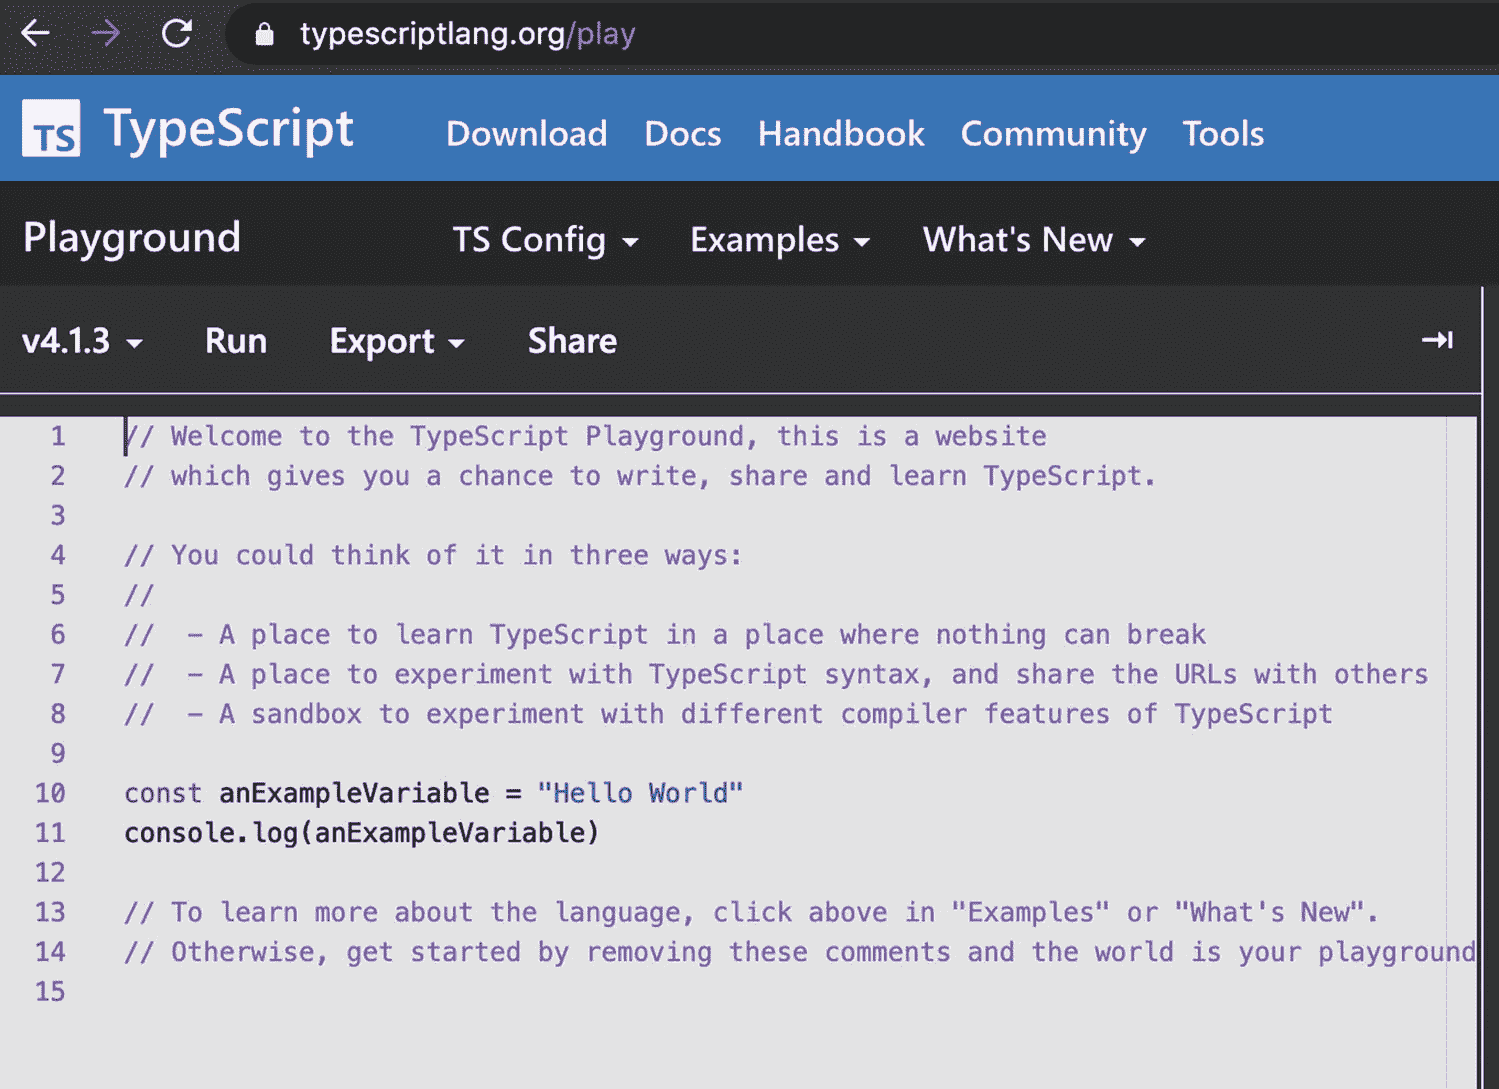 typescriptlang.org/play
TS TypeScript Download Docs Handbook Community Tools
Playground TS Config Examples What's New
v4.1.3 Run Export Share
1 // Welcome to the TypeScript Playground, this is a website
2 // which gives you a chance to write, share and learn TypeScript.
3
4 // You could think of it in three ways:
5 //
6 //  - A place to learn TypeScript in a place where nothing can break
7 //  - A place to experiment with TypeScript syntax, and share the URLs with others
8 //  - A sandbox to experiment with different compiler features of TypeScript
9
10 const anExampleVariable = "Hello World"
11 console.log(anExampleVariable)
12
13 // To learn more about the language, click above in "Examples" or "What's New".
14 // Otherwise, get started by removing these comments and the world is your playground
15